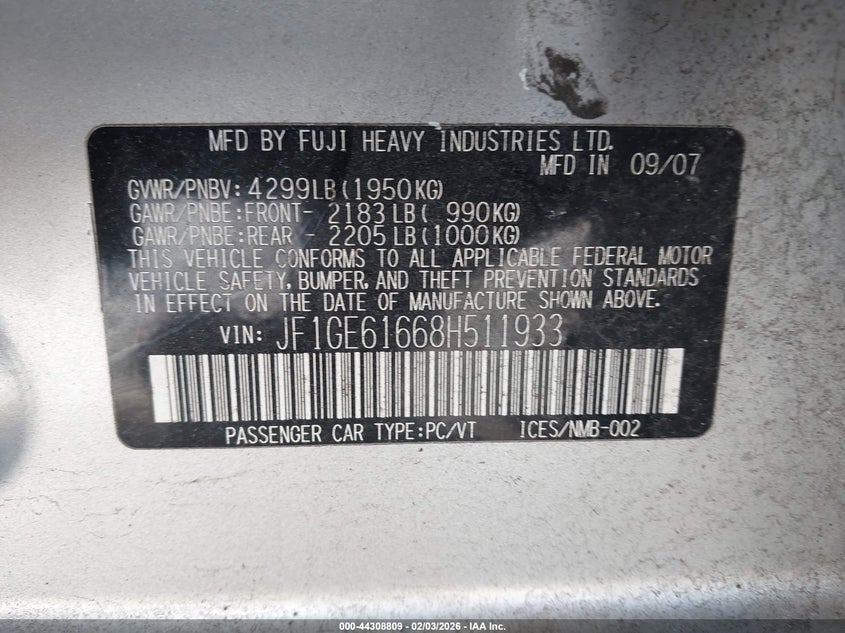 MFD BY FUJI HEAVY INDUSTRIES LTD.
MFD IN 09/07
GVWR/PNBV: 4299LB(1950KG)
GAWR/PNBE:FRONT- 2183LB( 990KG)
GAWR/PNBE:REAR - 2205LB(1000KG)
THIS VEHICLE CONFORMS TO ALL APPLICABLE FEDERAL MOTOR
VEHICLE SAFETY, BUMPER, AND THEFT PREVENTION STANDARDS
IN EFFECT ON THE DATE OF MANUFACTURE SHOWN ABOVE.
VIN: JF1GE61668H511933
PASSENGER CAR TYPE:PC/VT ICES/NMB-002
000-44308809 - 02/03/2026 - IAA Inc.